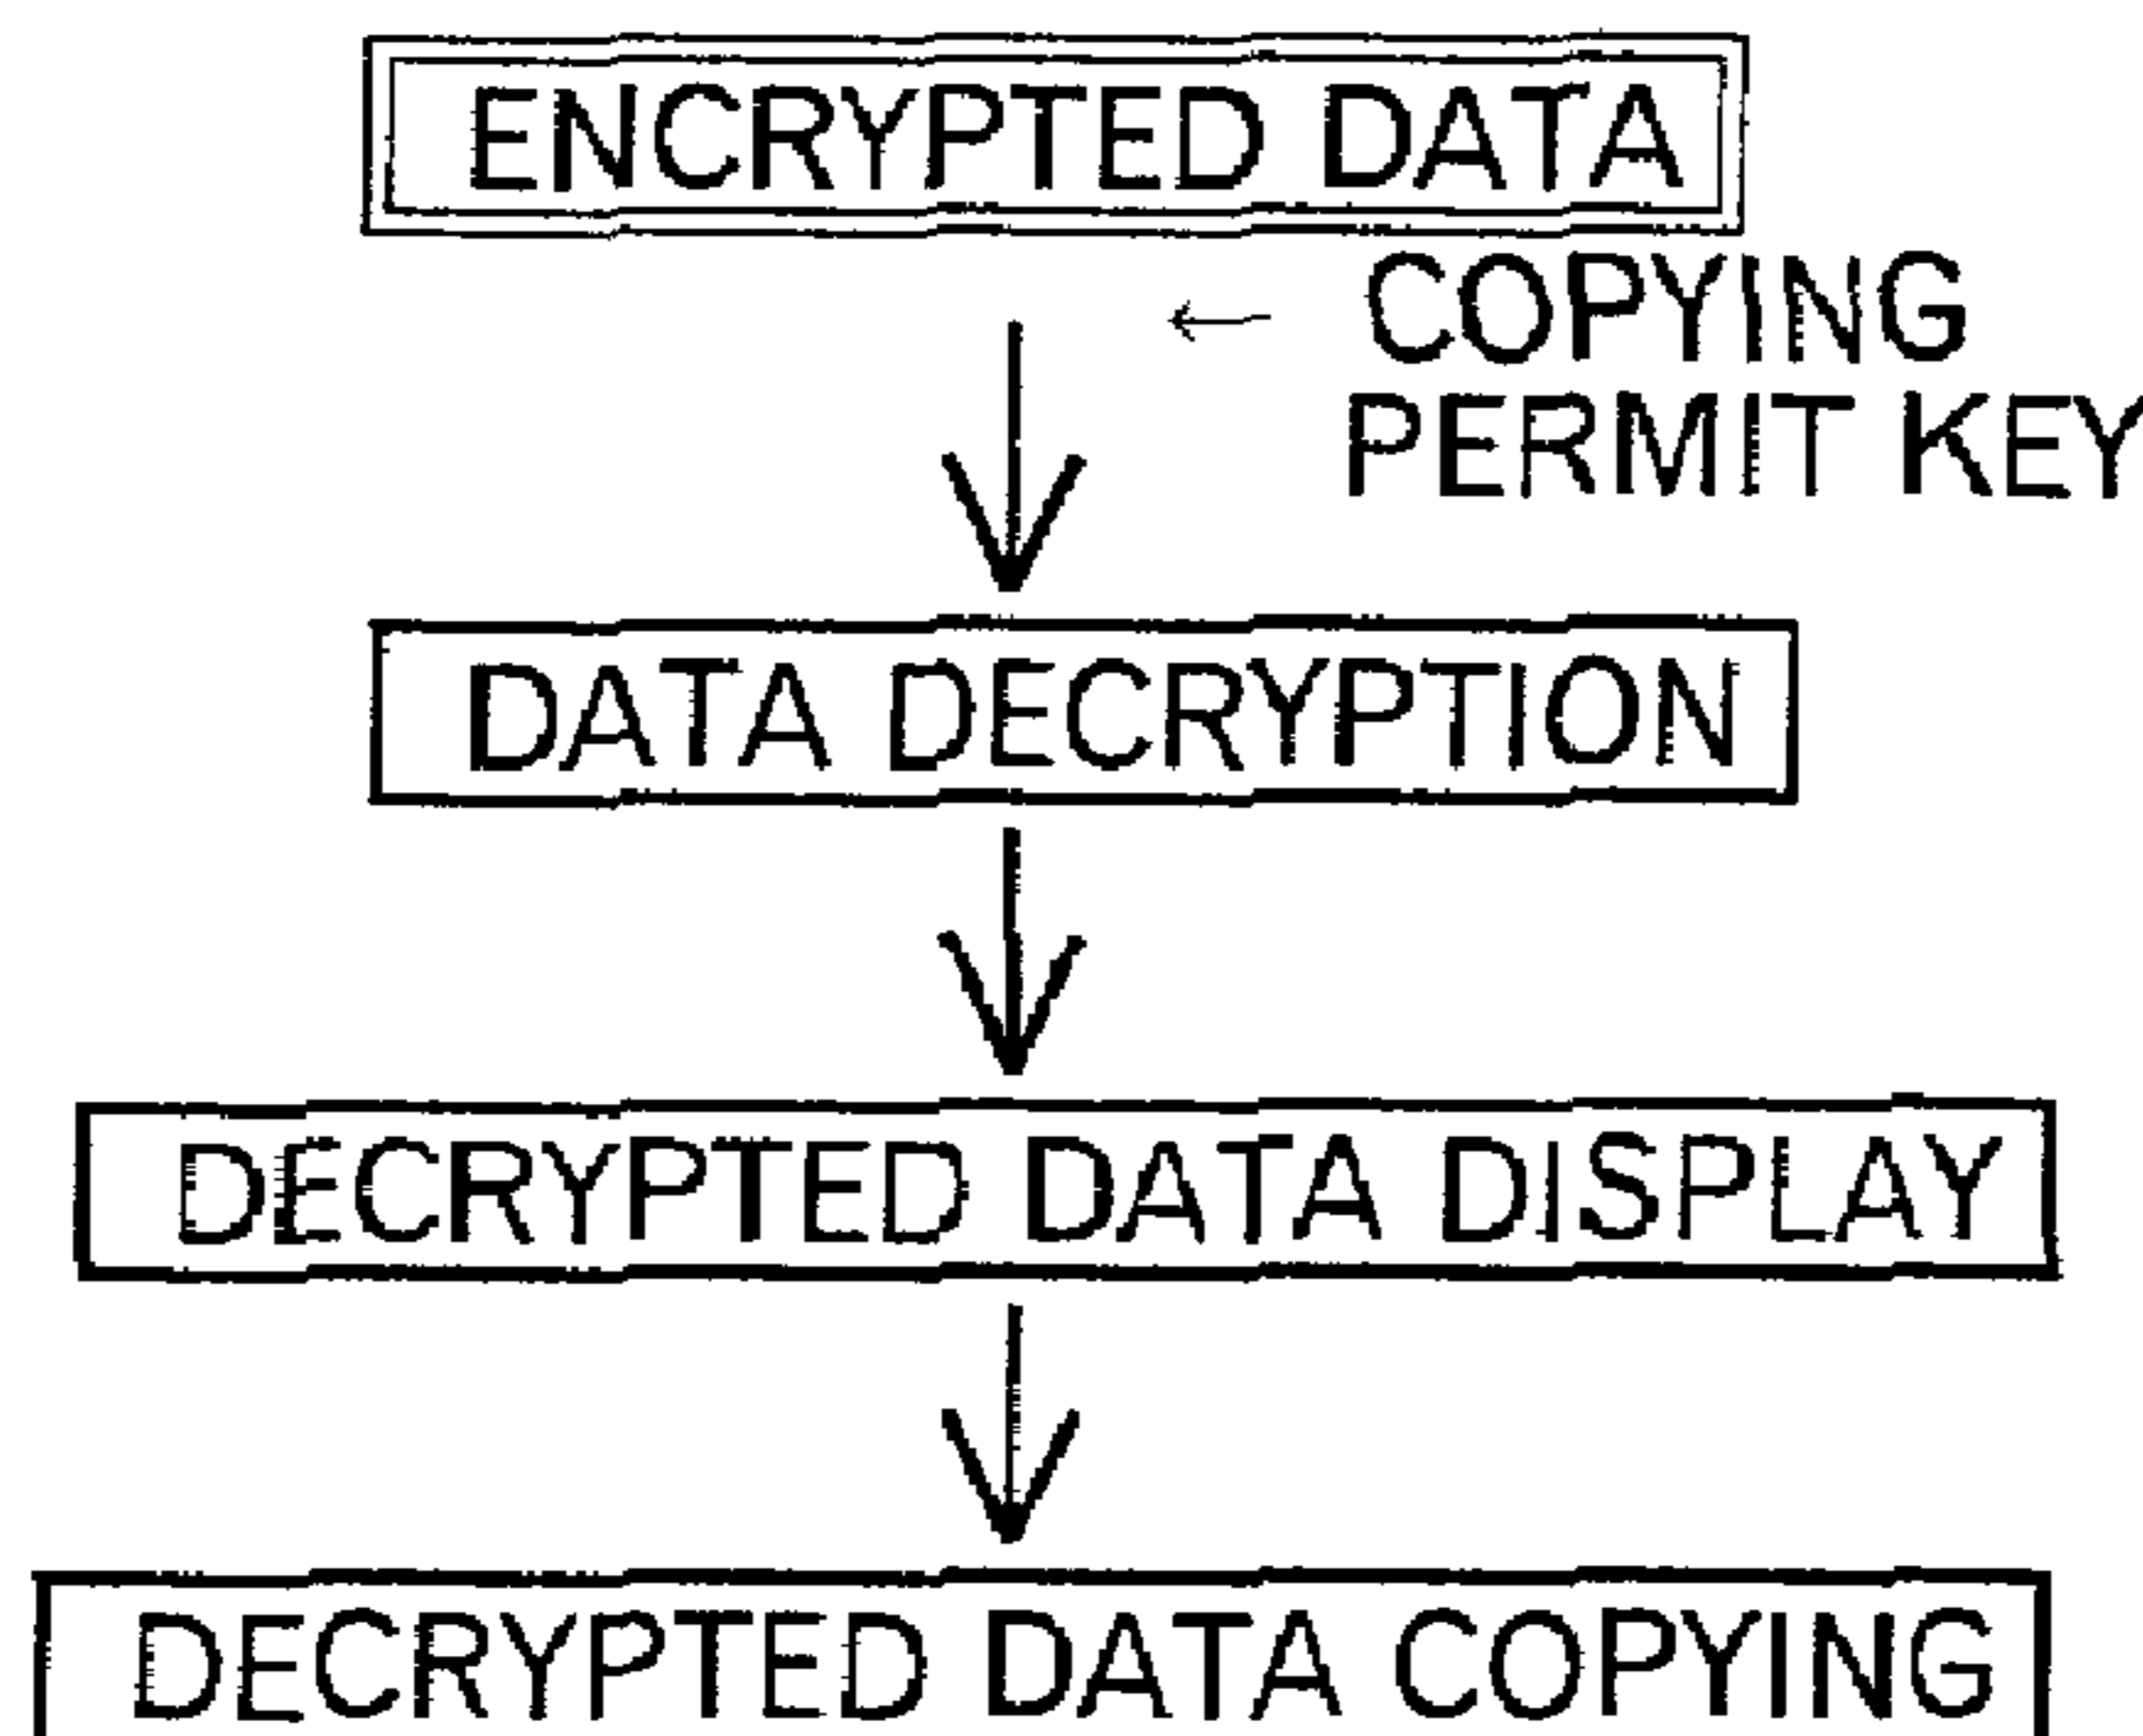 ENCRYPTED DATA
COPYING
PERMIT KEY
DATA DECRYPTION
DECRYPTED DATA DISPLAY
DECRYPTED DATA COPYING